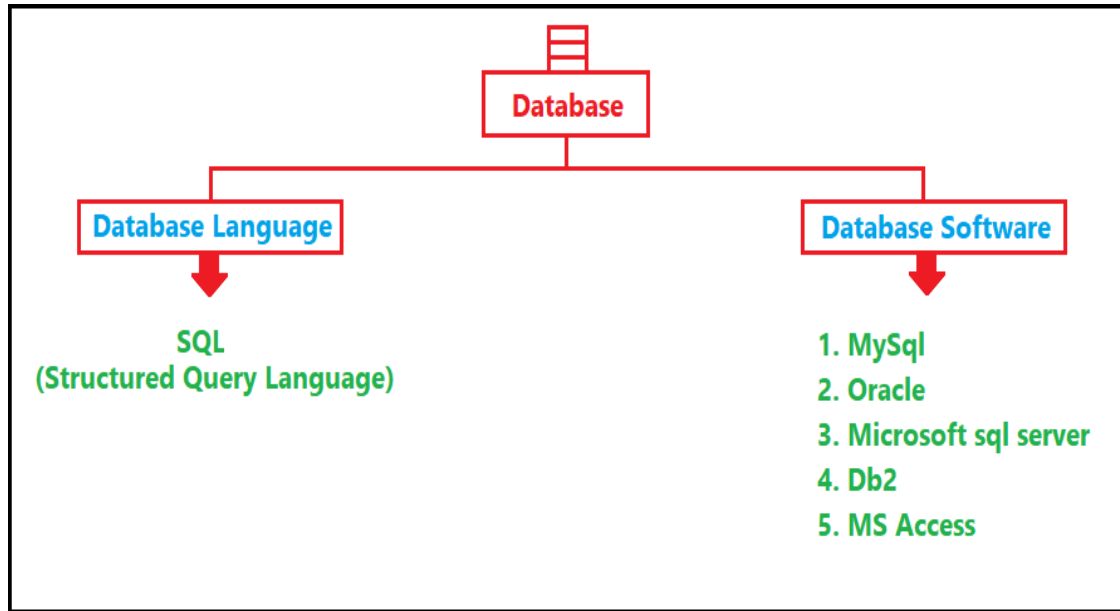 Database
Database Language
Database Software
SQL
(Structured Query Language)
1. MySql
2. Oracle
3. Microsoft sql server
4. Db2
5. MS Access